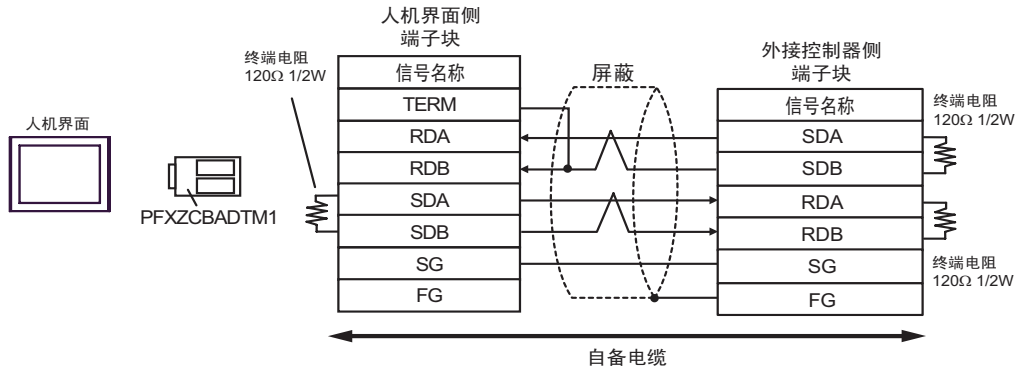 人机界面
PFXZCBADTM1
终端电阻
120Ω 1/2W
人机界面侧
端子块
信号名称
TERM
RDA
RDB
SDA
SDB
SG
FG
屏蔽
外接控制器侧
端子块
信号名称
SDA
SDB
RDA
RDB
SG
FG
终端电阻
120Ω 1/2W
终端电阻
120Ω 1/2W
自备电缆